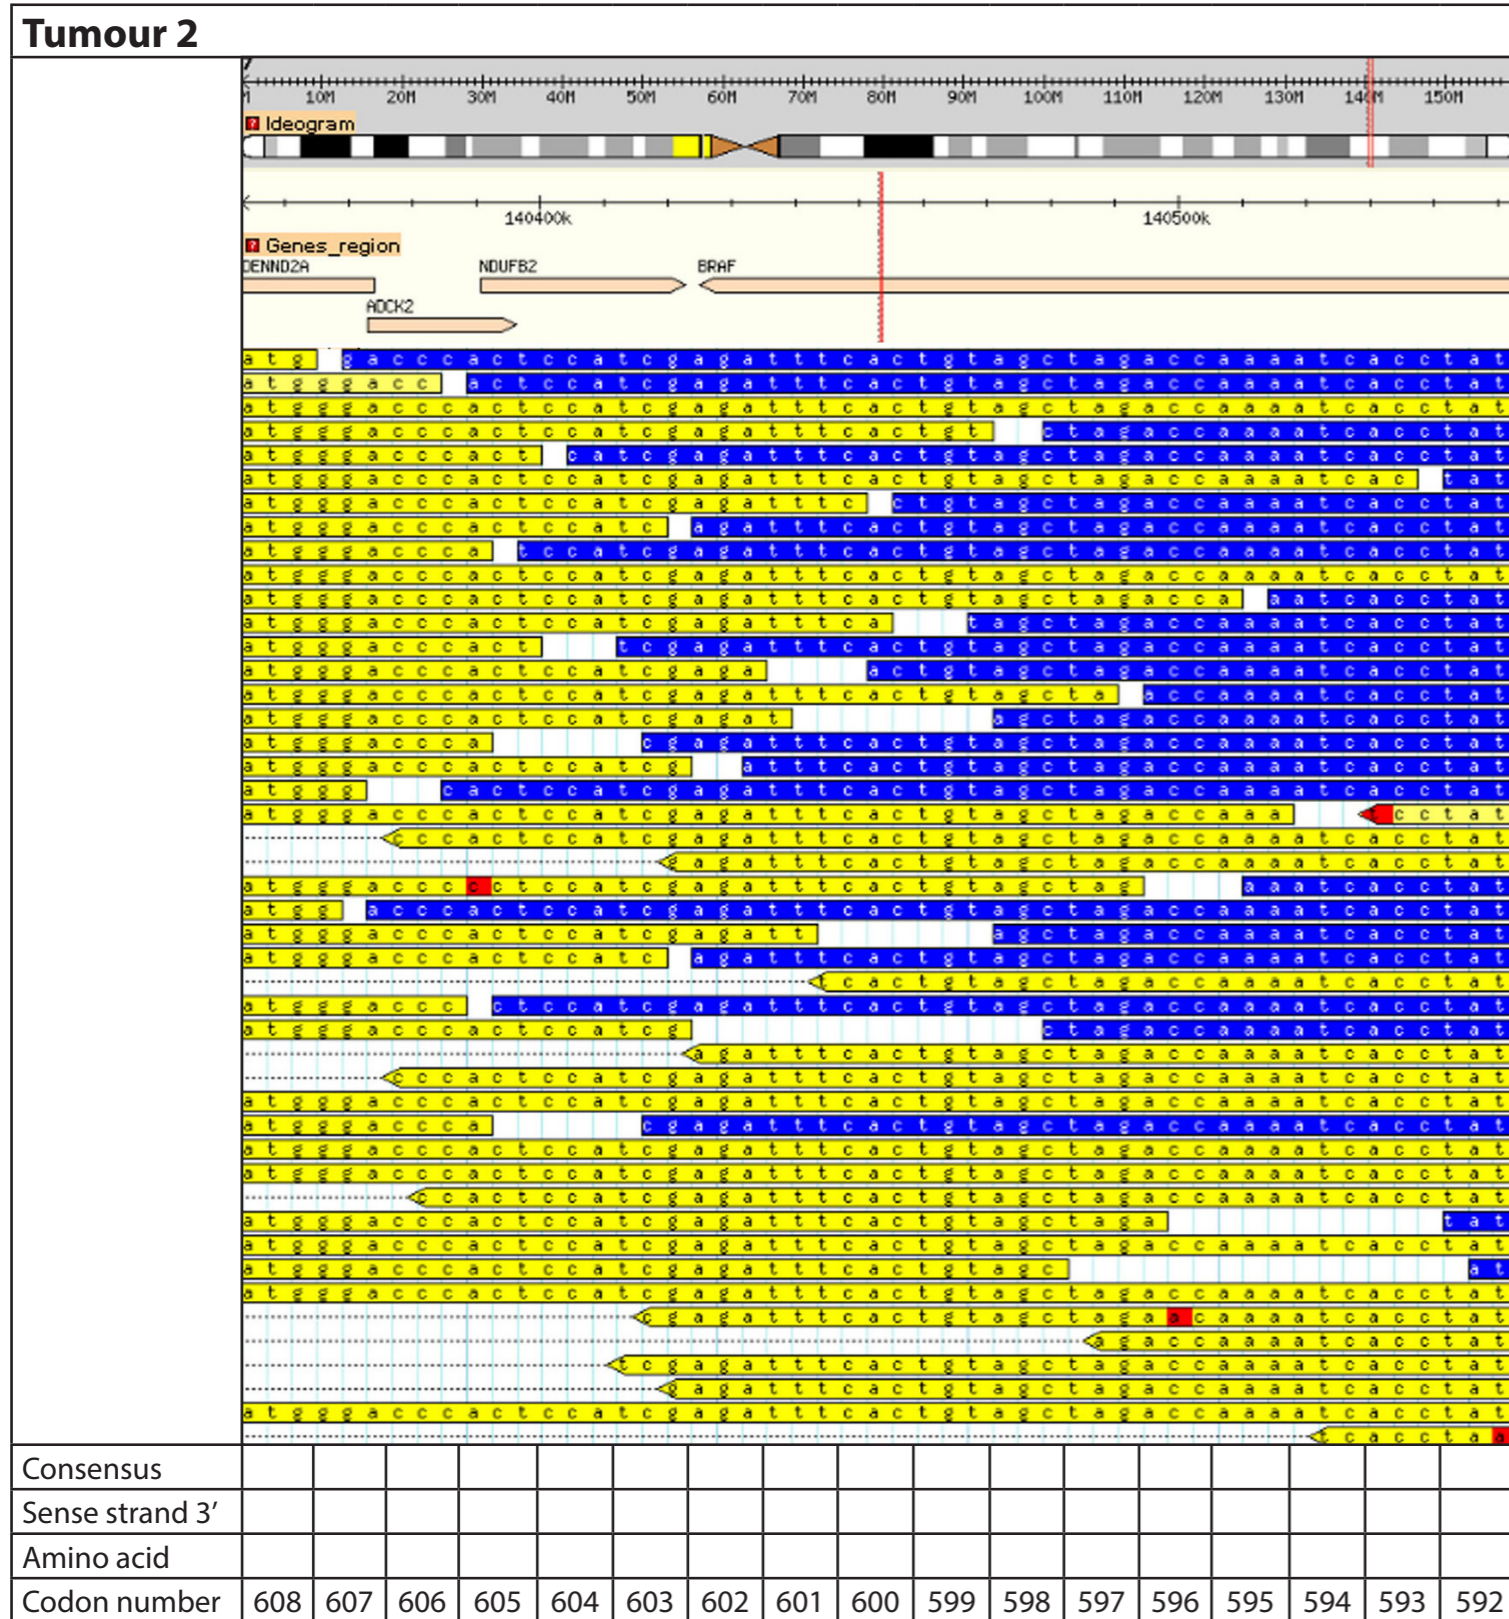 Tumour 2
10M 20M 30M 40M 50M 60M 70M 80M 90M 100M 110M 120M 130M 140M 150M
Ideogram
140400k 140500k
Genes_region
DENND2A NDUFB2 BRAF
ADCK2
a t g g a c c c a c t c c a t c g a g a t t t c a c t g t a g c t a g a c c a a a a t c a c c t a t
a t g g g a c c a c t c c a t c g a g a t t t c a c t g t a g c t a g a c c a a a a t c a c c t a t
a t g g g a c c c a c t c c a t c g a g a t t t c a c t g t a g c t a g a c c a a a a t c a c c t a t
a t g g g a c c c a c t c c a t c g a g a t t t c a c t g t c t a g a c c a a a a t c a c c t a t
a t g g g a c c c a c t c a t c g a g a t t t c a c t g t a g c t a g a c c a a a a t c a c c t a t
a t g g g a c c c a c t c c a t c g a g a t t t c a c t g t a g c t a g a c c a a a a t c a c t a t
a t g g g a c c c a c t c c a t c g a g a t t t c c t g t a g c t a g a c c a a a a t c a c c t a t
a t g g g a c c c a c t c c a t c a g a t t t c a c t g t a g c t a g a c c a a a a t c a c c t a t
a t g g g a c c c a t c c a t c g a g a t t t c a c t g t a g c t a g a c c a a a a t c a c c t a t
a t g g g a c c c a c t c c a t c g a g a t t t c a c t g t a g c t a g a c c a a a a t c a c c t a t
a t g g g a c c c a c t c c a t c g a g a t t t c a c t g t a g c t a g a c c a a a t c a c c t a t
a t g g g a c c c a c t c c a t c g a g a t t t c a t a g c t a g a c c a a a a t c a c c t a t
a t g g g a c c c a c t t c g a g a t t t c a c t g t a g c t a g a c c a a a a t c a c c t a t
a t g g g a c c c a c t c c a t c g a g a a c t g t a g c t a g a c c a a a a t c a c c t a t
a t g g g a c c c a c t c c a t c g a g a t t t c a c t g t a g c t a a c c a a a a t c a c c t a t
a t g g g a c c c a c t c c a t c g a g a t a g c t a g a c c a a a a t c a c c t a t
a t g g g a c c c a c g a g a t t t c a c t g t a g c t a g a c c a a a a t c a c c t a t
a t g g g a c c c a c t c c a t c g a t t t c a c t g t a g c t a g a c c a a a a t c a c c t a t
a t g g g c a c t c c a t c g a g a t t t c a c t g t a g c t a g a c c a a a a t c a c c t a t
a t g g g a c c c a c t c c a t c g a g a t t t c a c t g t a g c t a g a c c a a a t c c t a t
c c c a c t c c a t c g a g a t t t c a c t g t a g c t a g a c c a a a a t c a c c t a t
g a g a t t t c a c t g t a g c t a g a c c a a a a t c a c c t a t
a t g g g a c c c c c t c c a t c g a g a t t t c a c t g t a g c t a g a a a t c a c c t a t
a t g g a c c c a c t c c a t c g a g a t t t c a c t g t a g c t a g a c c a a a a t c a c c t a t
a t g g g a c c c a c t c c a t c g a g a t t a g c t a g a c c a a a a t c a c c t a t
a t g g g a c c c a c t c c a t c a g a t t t c a c t g t a g c t a g a c c a a a a t c a c c t a t
t c a c t g t a g c t a g a c c a a a a t c a c c t a t
a t g g g a c c c c t c c a t c g a g a t t t c a c t g t a g c t a g a c c a a a a t c a c c t a t
a t g g g a c c c a c t c c a t c g c t a g a c c a a a a t c a c c t a t
a g a t t t c a c t g t a g c t a g a c c a a a a t c a c c t a t
c c c a c t c c a t c g a g a t t t c a c t g t a g c t a g a c c a a a a t c a c c t a t
a t g g g a c c c a c t c c a t c g a g a t t t c a c t g t a g c t a g a c c a a a a t c a c c t a t
a t g g g a c c c a c g a g a t t t c a c t g t a g c t a g a c c a a a a t c a c c t a t
a t g g g a c c c a c t c c a t c g a g a t t t c a c t g t a g c t a g a c c a a a a t c a c c t a t
a t g g g a c c c a c t c c a t c g a g a t t t c a c t g t a g c t a g a c c a a a a t c a c c t a t
c c a c t c c a t c g a g a t t t c a c t g t a g c t a g a c c a a a a t c a c c t a t
a t g g g a c c c a c t c c a t c g a g a t t t c a c t g t a g c t a g a t a t
a t g g g a c c c a c t c c a t c g a g a t t t c a c t g t a g c t a g a c c a a a a t c a c c t a t
a t g g g a c c c a c t c c a t c g a g a t t t c a c t g t a g c a t
a t g g g a c c c a c t c c a t c g a g a t t t c a c t g t a g c t a g a c c a a a a t c a c c t a t
c g a g a t t t c a c t g t a g c t a g a a c a a a a t c a c c t a t
a g a c c a a a a t c a c c t a t
t c g a g a t t t c a c t g t a g c t a g a c c a a a a t c a c c t a t
g a g a t t t c a c t g t a g c t a g a c c a a a a t c a c c t a t
a t g g g a c c c a c t c c a t c g a g a t t t c a c t g t a g c t a g a c c a a a a t c a c c t a t
t c a c c t a a
Consensus
Sense strand 3’
Amino acid
Codon number 608 607 606 605 604 603 602 601 600 599 598 597 596 595 594 593 592